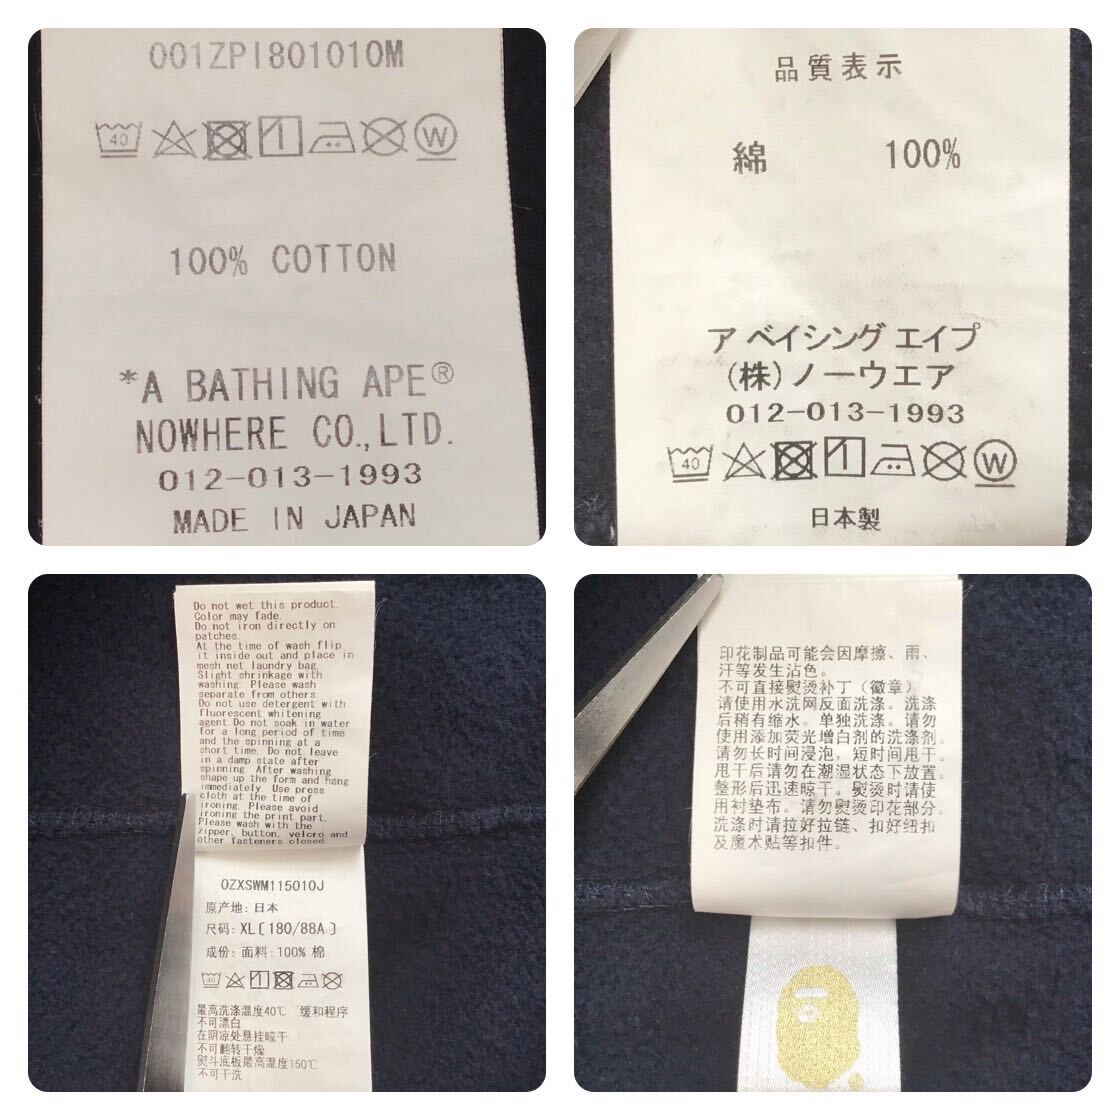 001ZPI801010M
40
W
100% COTTON
*A BATHING APE®
NOWHERE CO.,LTD.
012-013-1993
MADE IN JAPAN
品質表示
綿 100%
ア ベイシング エイプ
(株)ノーウエア
012-013-1993
40
W
日本製
Do not wet this product.
Color may fade.
Do not iron directly on
patches.
At the time of wash flip
it inside out and place in
mesh net laundry bag.
Slight shrinkage with
washing. Please wash
separate from others.
Do not use detergent with
fluorescent whitening
agent.Do not soak in water
for a long period of time
and the spinning at a
short time. Do not leave
in a damp state after
spinning. After washing
shape up the form and hang
immediately. Use press
cloth at the time of
ironing. Please avoid
ironing the print part.
Please wash with the
zipper, button, velcro and
other fasteners closed.
OZXSWM115010J
原产地: 日本
尺码: XL[180/88A]
成份: 面料: 100% 棉
40
最高洗涤温度40℃ 缓和程序
不可漂白
在阴凉处悬挂晾干
不可翻转干燥
熨斗底板最高温度150℃
不可干洗
印花制品可能会因摩擦、雨、
汗等发生沾色。
不可直接熨烫补丁（徽章）
请使用水洗网反面洗涤。洗涤
后稍有缩水。单独洗涤。请勿
使用添加荧光增白剂的洗涤剂。
请勿长时间浸泡，短时间甩干。
甩干后请勿在潮湿状态下放置。
整形后迅速晾干。熨烫时请使
用衬垫布。请勿熨烫印花部分。
洗涤时请拉好拉链、扣好纽扣
及魔术贴等扣件。